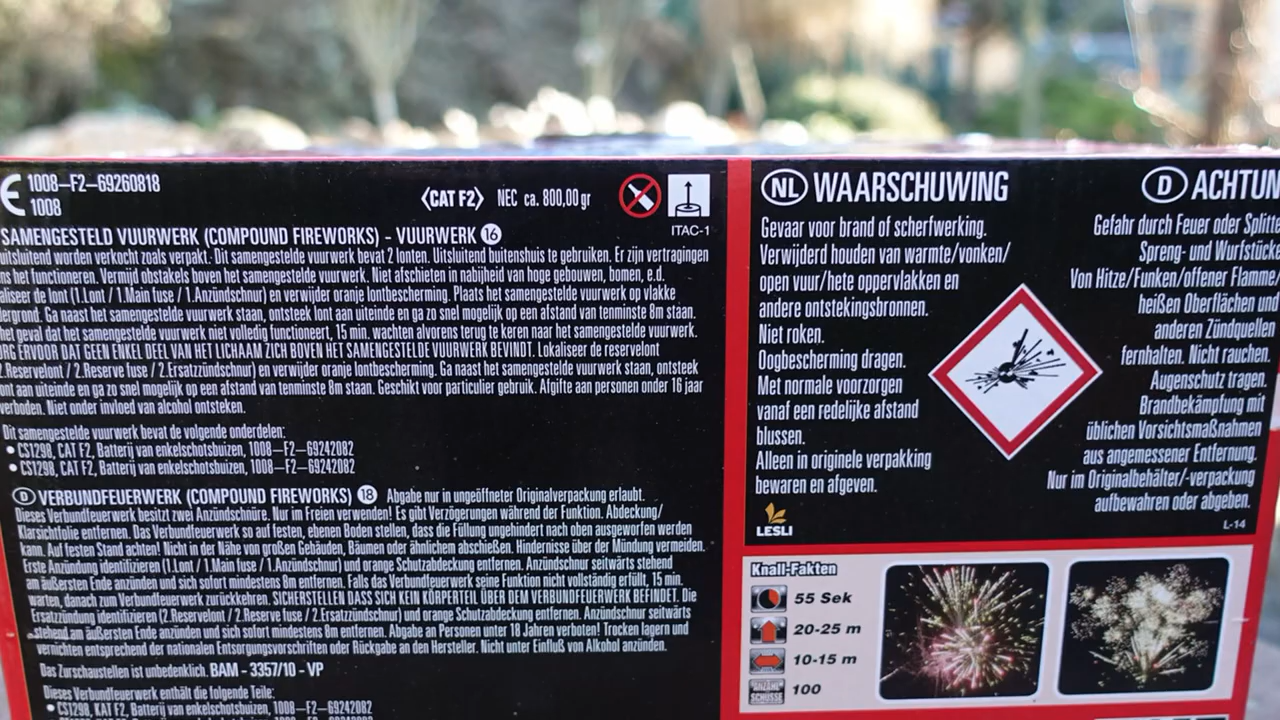 1008-F2-69260818
1008
<CAT F2> NEC ca. 800,00 gr
ITAC-1
SAMENGESTELD VUURWERK (COMPOUND FIREWORKS) - VUURWERK 16
uitsluitend worden verkocht zoals verpakt. Dit samengestelde vuurwerk bevat 2 lonten. Uitsluitend buitenshuis te gebruiken. Er zijn vertragingen
ns het functioneren. Vermijd obstakels boven het samengestelde vuurwerk. Niet afschieten in nabijheid van hoge gebouwen, bomen, e.d.
aliseer de lont (1.Lont / 1.Main fuse / 1.Anzündschnur) en verwijder oranje lontbescherming. Plaats het samengestelde vuurwerk op vlakke
dergrond. Ga naast het samengestelde vuurwerk staan, ontsteek lont aan uiteinde en ga zo snel mogelijk op een afstand van tenminste 8m staan.
het geval dat het samengestelde vuurwerk niet volledig functioneert, 15 min. wachten alvorens terug te keren naar het samengestelde vuurwerk.
RG ERVOOR DAT GEEN ENKEL DEEL VAN HET LICHAAM ZICH BOVEN HET SAMENGESTELDE VUURWERK BEVINDT. Lokaliseer de reservelont
2.Reservelont / 2.Reserve fuse / 2.Ersatzzündschnur) en verwijder oranje lontbescherming. Ga naast het samengestelde vuurwerk staan, ontsteek
ont aan uiteinde en ga zo snel mogelijk op een afstand van tenminste 8m staan. Geschikt voor particulier gebruik. Afgifte aan personen onder 16 jaar
verboden. Niet onder invloed van alcohol ontsteken.
Dit samengestelde vuurwerk bevat de volgende onderdelen:
• CS129B, CAT F2, Batterij van enkelschotsbuizen, 1008-F2-69242082
• CS129B, CAT F2, Batterij van enkelschotsbuizen, 1008-F2-69242082
D VERBUNDFEUERWERK (COMPOUND FIREWORKS) 18 Abgabe nur in ungeöffneter Originalverpackung erlaubt.
Dieses Verbundfeuerwerk besitzt zwei Anzündschnüre. Nur im Freien verwenden! Es gibt Verzögerungen während der Funktion. Abdeckung/
Klarsichtfolie entfernen. Das Verbundfeuerwerk so auf festen, ebenen Boden stellen, dass die Füllung ungehindert nach oben ausgeworfen werden
kann. Auf festen Stand achten! Nicht in der Nähe von großen Gebäuden, Bäumen oder ähnlichem abschießen. Hindernisse über der Mündung vermeiden.
Erste Anzündung identifizieren (1.Lont / 1.Main fuse / 1.Anzündschnur) und orange Schutzabdeckung entfernen. Anzündschnur seitwärts stehend
am äußersten Ende anzünden und sich sofort mindestens 8m entfernen. Falls das Verbundfeuerwerk seine Funktion nicht vollständig erfüllt, 15 min.
warten, danach zum Verbundfeuerwerk zurückkehren. SICHERSTELLEN DASS SICH KEIN KÖRPERTEIL ÜBER DEM VERBUNDFEUERWERK BEFINDET. Die
Ersatzzündung identifizieren (2.Reservelont / 2.Reserve fuse / 2.Ersatzzündschnur) und orange Schutzabdeckung entfernen. Anzündschnur seitwärts
stehend am äußersten Ende anzünden und sich sofort mindestens 8m entfernen. Abgabe an Personen unter 18 Jahren verboten! Trocken lagern und
vernichten entsprechend der nationalen Entsorgungsvorschriften oder Rückgabe an den Hersteller. Nicht unter Einfluß von Alkohol anzünden.
Das Zurschaustellen ist unbedenklich. BAM - 3357/10 - VP
Dieses Verbundfeuerwerk enthält die folgende Teile:
• CS129B, KAT F2, Batterij van enkelschotsbuizen, 1008-F2-69242082
NL WAARSCHUWING
Gevaar voor brand of scherfwerking.
Verwijderd houden van warmte/vonken/
open vuur/hete oppervlakken en
andere ontstekingsbronnen.
Niet roken.
Oogbescherming dragen.
Met normale voorzorgen
vanaf een redelijke afstand
blussen.
Alleen in originele verpakking
bewaren en afgeven.
LESLI
D ACHTUN
Gefahr durch Feuer oder Splitte
Spreng- und Wurfstücke
Von Hitze/Funken/offener Flamme/
heißen Oberflächen und
anderen Zündquellen
fernhalten. Nicht rauchen.
Augenschutz tragen.
Brandbekämpfung mit
üblichen Vorsichtsmaßnahmen
aus angemessener Entfernung.
Nur im Originalbehälter/-verpackung
aufbewahren oder abgeben.
L-14
Knall-Fakten
55 Sek
20-25 m
10-15 m
ANZAHL SCHÜSSE 100